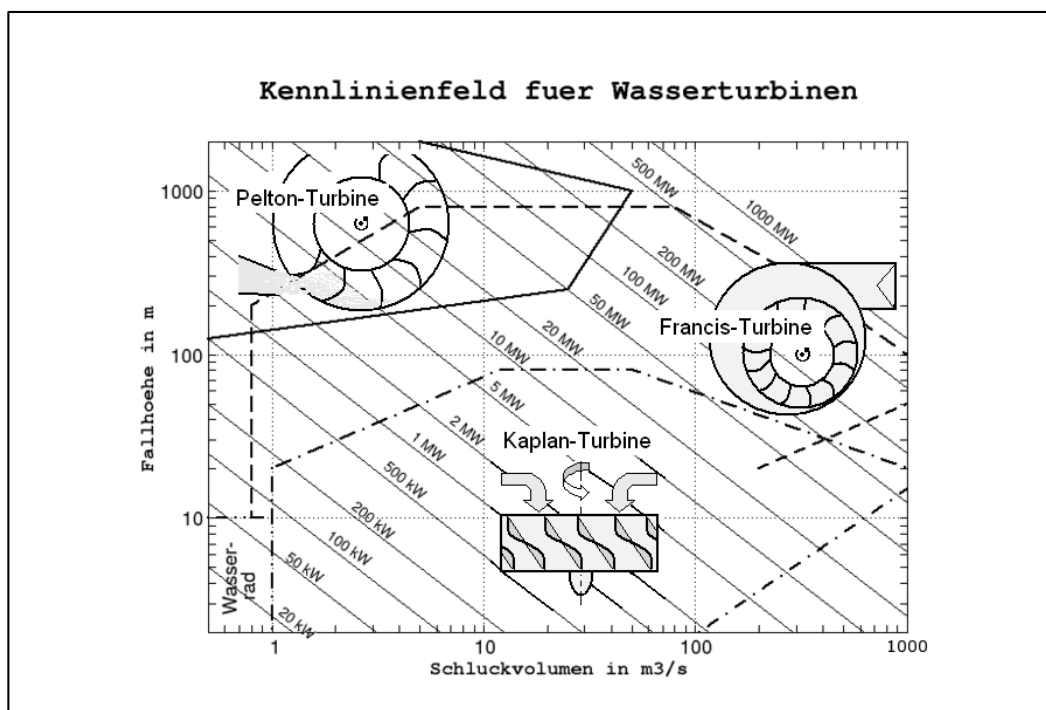 Kennlinienfeld fuer Wasserturbinen
Fallhoehe in m
1000
100
10
Pelton-Turbine
Francis-Turbine
Kaplan-Turbine
Wasser-
rad
500 MW
1000 MW
200 MW
100 MW
50 MW
20 MW
10 MW
5 MW
2 MW
1 MW
500 kW
200 kW
100 kW
50 kW
20 kW
1
10
100
1000
Schluckvolumen in m3/s